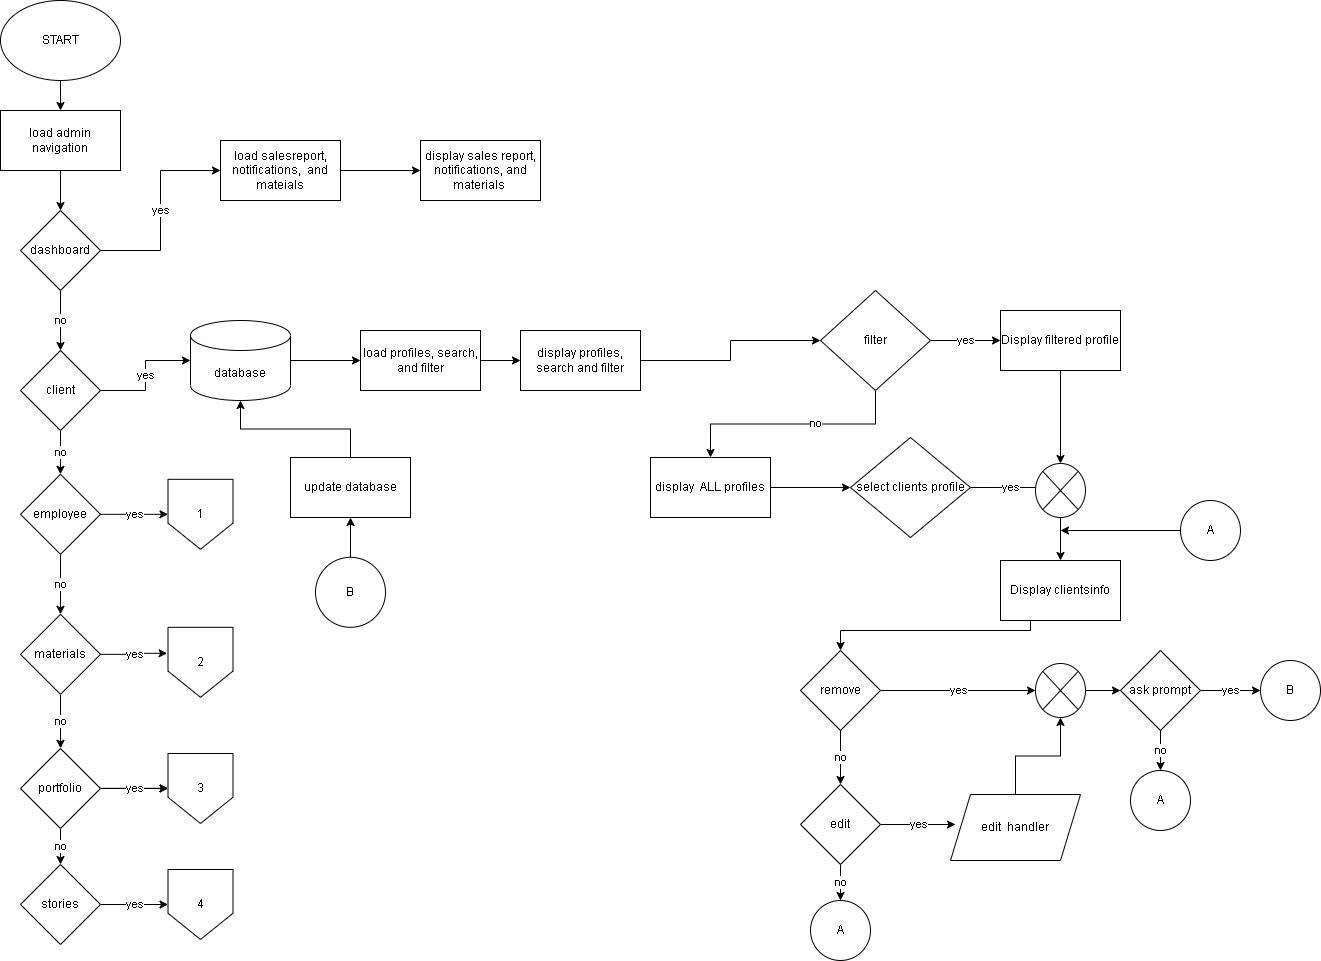 START
load admin
navigation
load salesreport,
notifications,  and
mateials
display sales report,
notifications, and
materials
yes
dashboard
no
client
yes
database
load profiles, search,
and filter
display profiles,
search and filter
filter
yes
Display filtered profile
no
no
employee
yes
1
update database
B
display  ALL profiles
select clients profile
yes
A
Display clientsinfo
no
materials
yes
2
remove
yes
ask prompt
yes
B
no
no
no
A
portfolio
yes
3
edit
yes
edit  handler
no
no
stories
yes
4
A